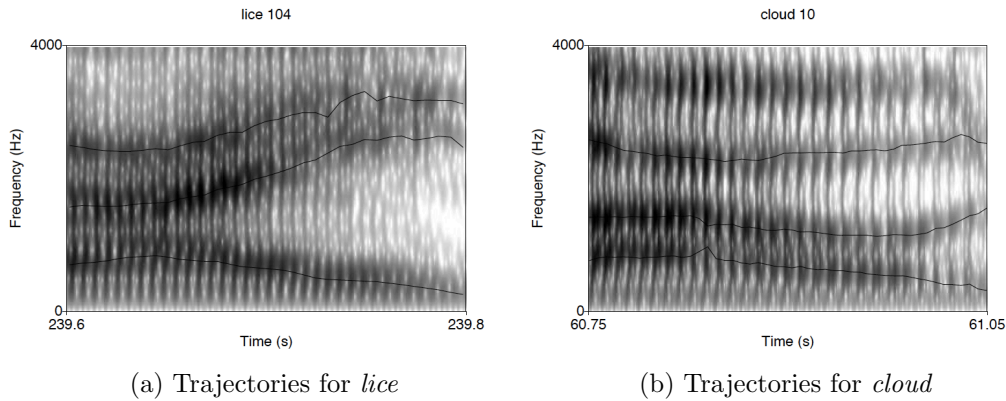 lice 104
4000
Frequency (Hz)
0
239.6
239.8
Time (s)
(a) Trajectories for lice
cloud 10
4000
Frequency (Hz)
0
60.75
61.05
Time (s)
(b) Trajectories for cloud